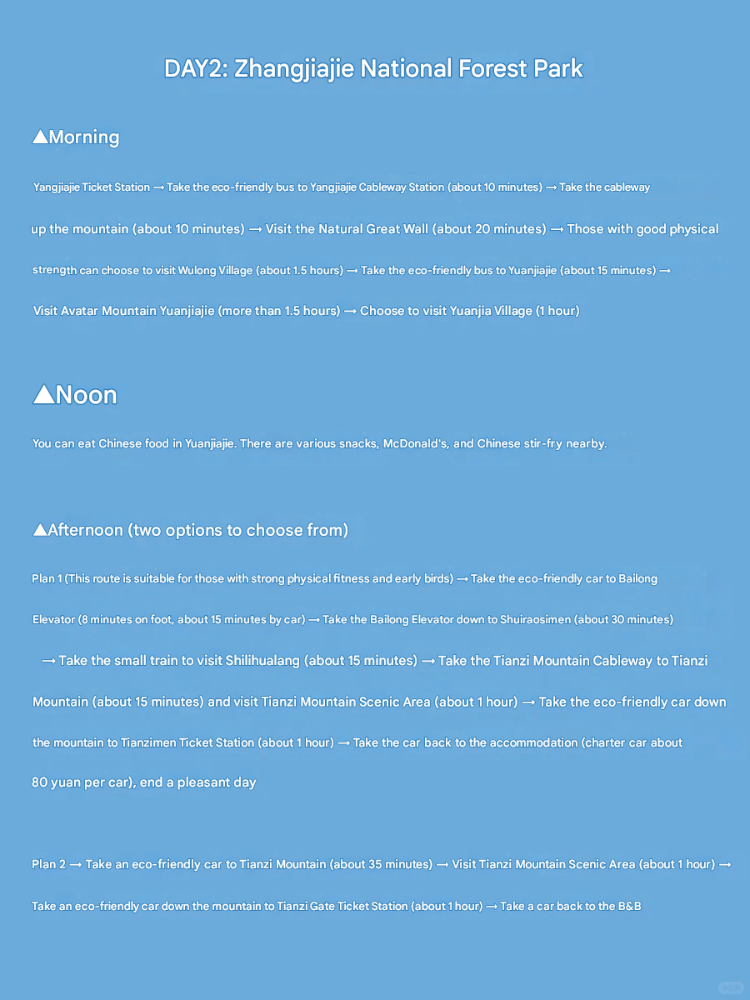 DAY2: Zhangjiajie National Forest Park
▲Morning
Yangjiajie Ticket Station → Take the eco-friendly bus to Yangjiajie Cableway Station (about 10 minutes) → Take the cableway
up the mountain (about 10 minutes) → Visit the Natural Great Wall (about 20 minutes) → Those with good physical
strength can choose to visit Wulong Village (about 1.5 hours) → Take the eco-friendly bus to Yuanjiajie (about 15 minutes) →
Visit Avatar Mountain Yuanjiajie (more than 1.5 hours) → Choose to visit Yuanjia Village (1 hour)
▲Noon
You can eat Chinese food in Yuanjiajie. There are various snacks, McDonald's, and Chinese stir-fry nearby.
▲Afternoon (two options to choose from)
Plan 1 (This route is suitable for those with strong physical fitness and early birds) → Take the eco-friendly car to Bailong
Elevator (8 minutes on foot, about 15 minutes by car) → Take the Bailong Elevator down to Shuiraosimen (about 30 minutes)
→ Take the small train to visit Shilihualang (about 15 minutes) → Take the Tianzi Mountain Cableway to Tianzi
Mountain (about 15 minutes) and visit Tianzi Mountain Scenic Area (about 1 hour) → Take the eco-friendly car down
the mountain to Tianzimen Ticket Station (about 1 hour) → Take the car back to the accommodation (charter car about
80 yuan per car), end a pleasant day
Plan 2 → Take an eco-friendly car to Tianzi Mountain (about 35 minutes) → Visit Tianzi Mountain Scenic Area (about 1 hour) →
Take an eco-friendly car down the mountain to Tianzi Gate Ticket Station (about 1 hour) → Take a car back to the B&B